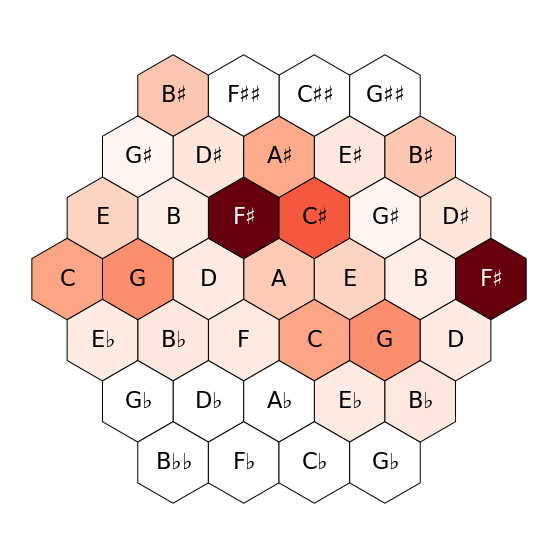 B♯ F♯♯ C♯♯ G♯♯
G♯ D♯ A♯ E♯ B♯
E B F♯ C♯ G♯ D♯
C G D A E B F♯
E♭ B♭ F C G D
G♭ D♭ A♭ E♭ B♭
B♭♭ F♭ C♭ G♭